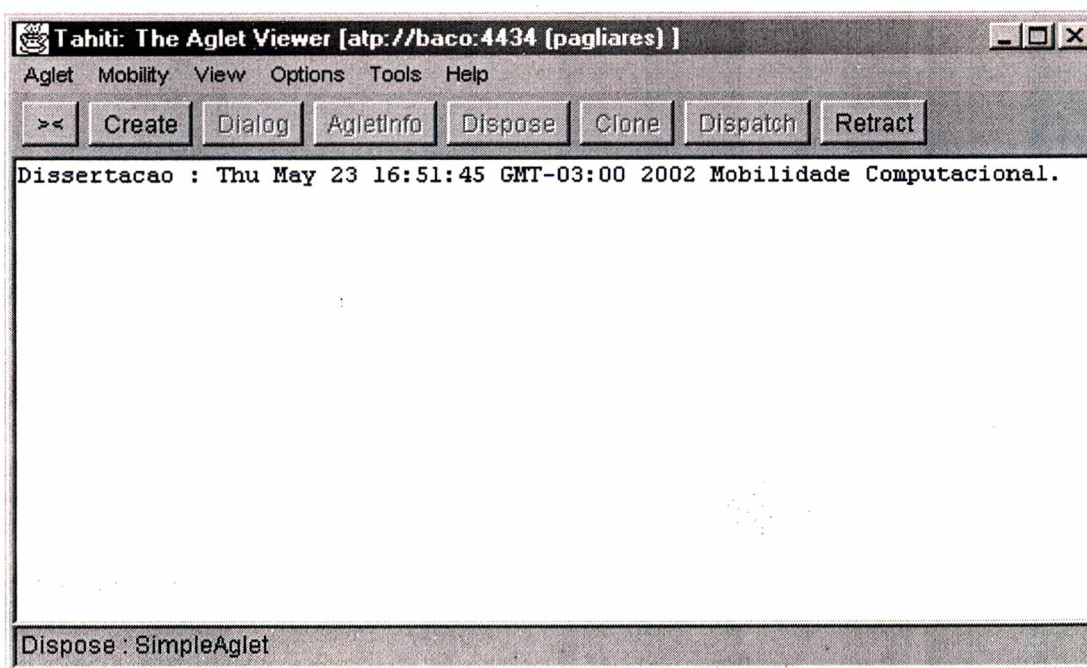 Tahiti: The Aglet Viewer [atp://baco:4434 (pagliares) ]
Aglet Mobility View Options Tools Help
>< Create Dialog AgletInfo Dispose Clone Dispatch Retract
Dissertacao : Thu May 23 16:51:45 GMT-03:00 2002 Mobilidade Computacional.
Dispose : SimpleAglet